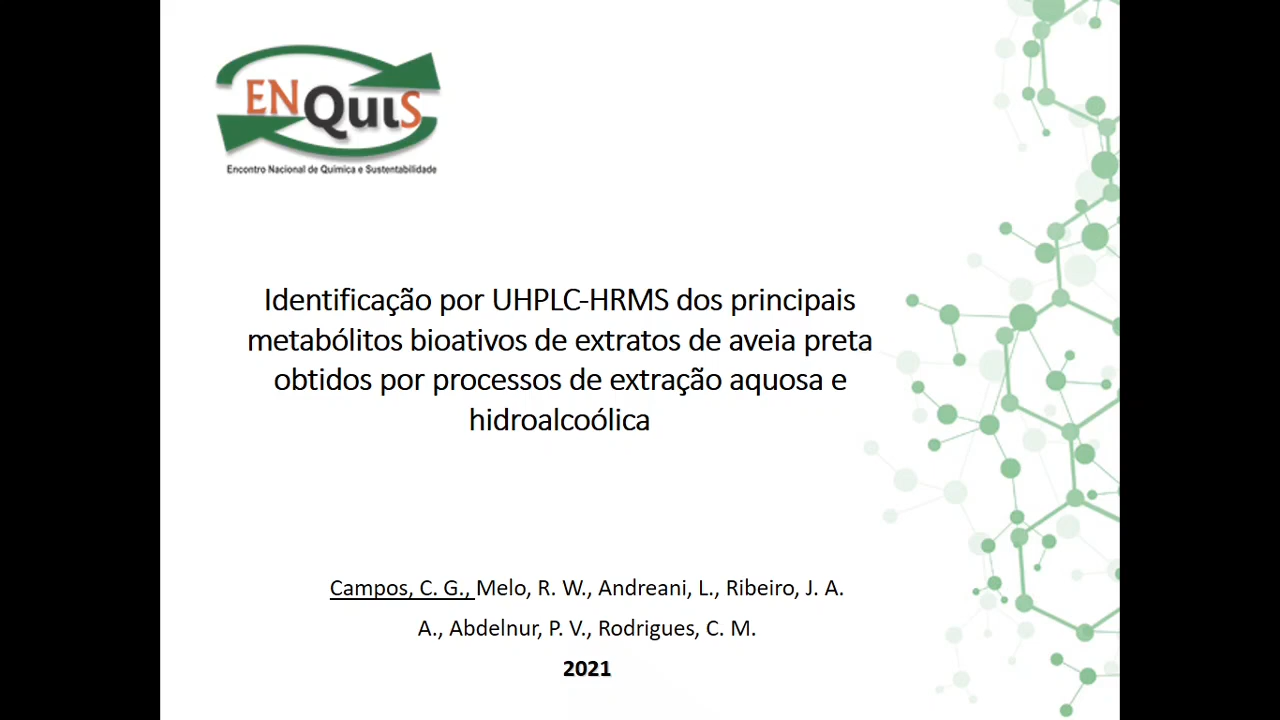 ENQUIS
Encontro Nacional de Química e Sustentabilidade
Identificação por UHPLC-HRMS dos principais
metabólitos bioativos de extratos de aveia preta
obtidos por processos de extração aquosa e
hidroalcoólica
Campos, C. G., Melo, R. W., Andreani, L., Ribeiro, J. A.
A., Abdelnur, P. V., Rodrigues, C. M.
2021